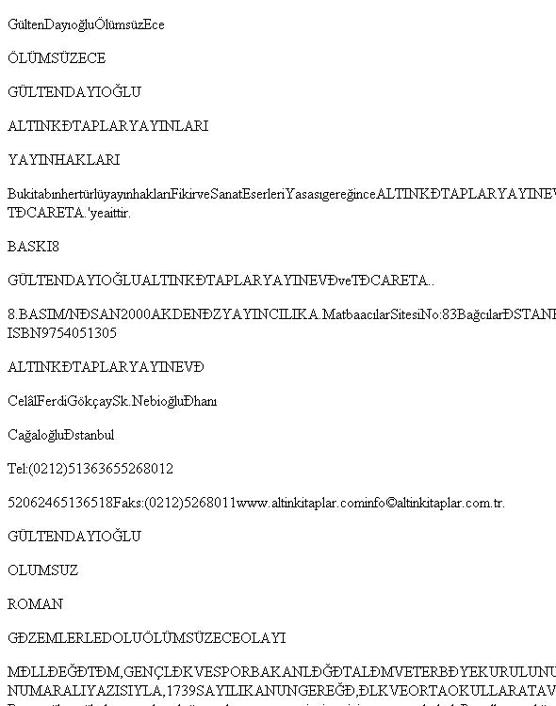 GültenDayıoğluÖlümsüzEce
ÖLÜMSÜZECE
GÜLTENDAYIOĞLU
ALTINKĐTAPLARYAYINLARI
YAYINHAKLARI
BukitabınhertürlüyayınhaklarıFikirveSanatEserleriYasasıgereğinceALTINKĐTAPLARYAYINEV
TĐCARETA.'yeaittir.
BASKI8
GÜLTENDAYIOĞLUALTINKĐTAPLARYAYINEVĐveTĐCARETA..
8.BASIM/NĐSAN2000AKDENĐZYAYINCILIKA.MatbaacılarSitesiNo:83BağcılarĐSTANB
ISBN9754051305
ALTINKĐTAPLARYAYINEVĐ
CelâlFerdiGökçaySk.NebioğluĐhanı
CağaloğluĐstanbul
Tel:(0212)51363655268012
52062465136518Faks:(0212)5268011www.altinkitaplar.cominfo©altinkitaplar.com.tr.
GÜLTENDAYIOĞLU
OLUMSUZ
ROMAN
GĐZEMLERLEDOLUÖLÜMSÜZECEOLAYI
MĐLLĐEĞĐTĐM,GENÇLĐKVESPORBAKANLĐĞĐTALĐMVETERBĐYEKURULUNU
NUMARALIYAZISIYLA,1739SAYILIKANUNGEREĞĐ,ĐLKVEORTAOKULLARATAV